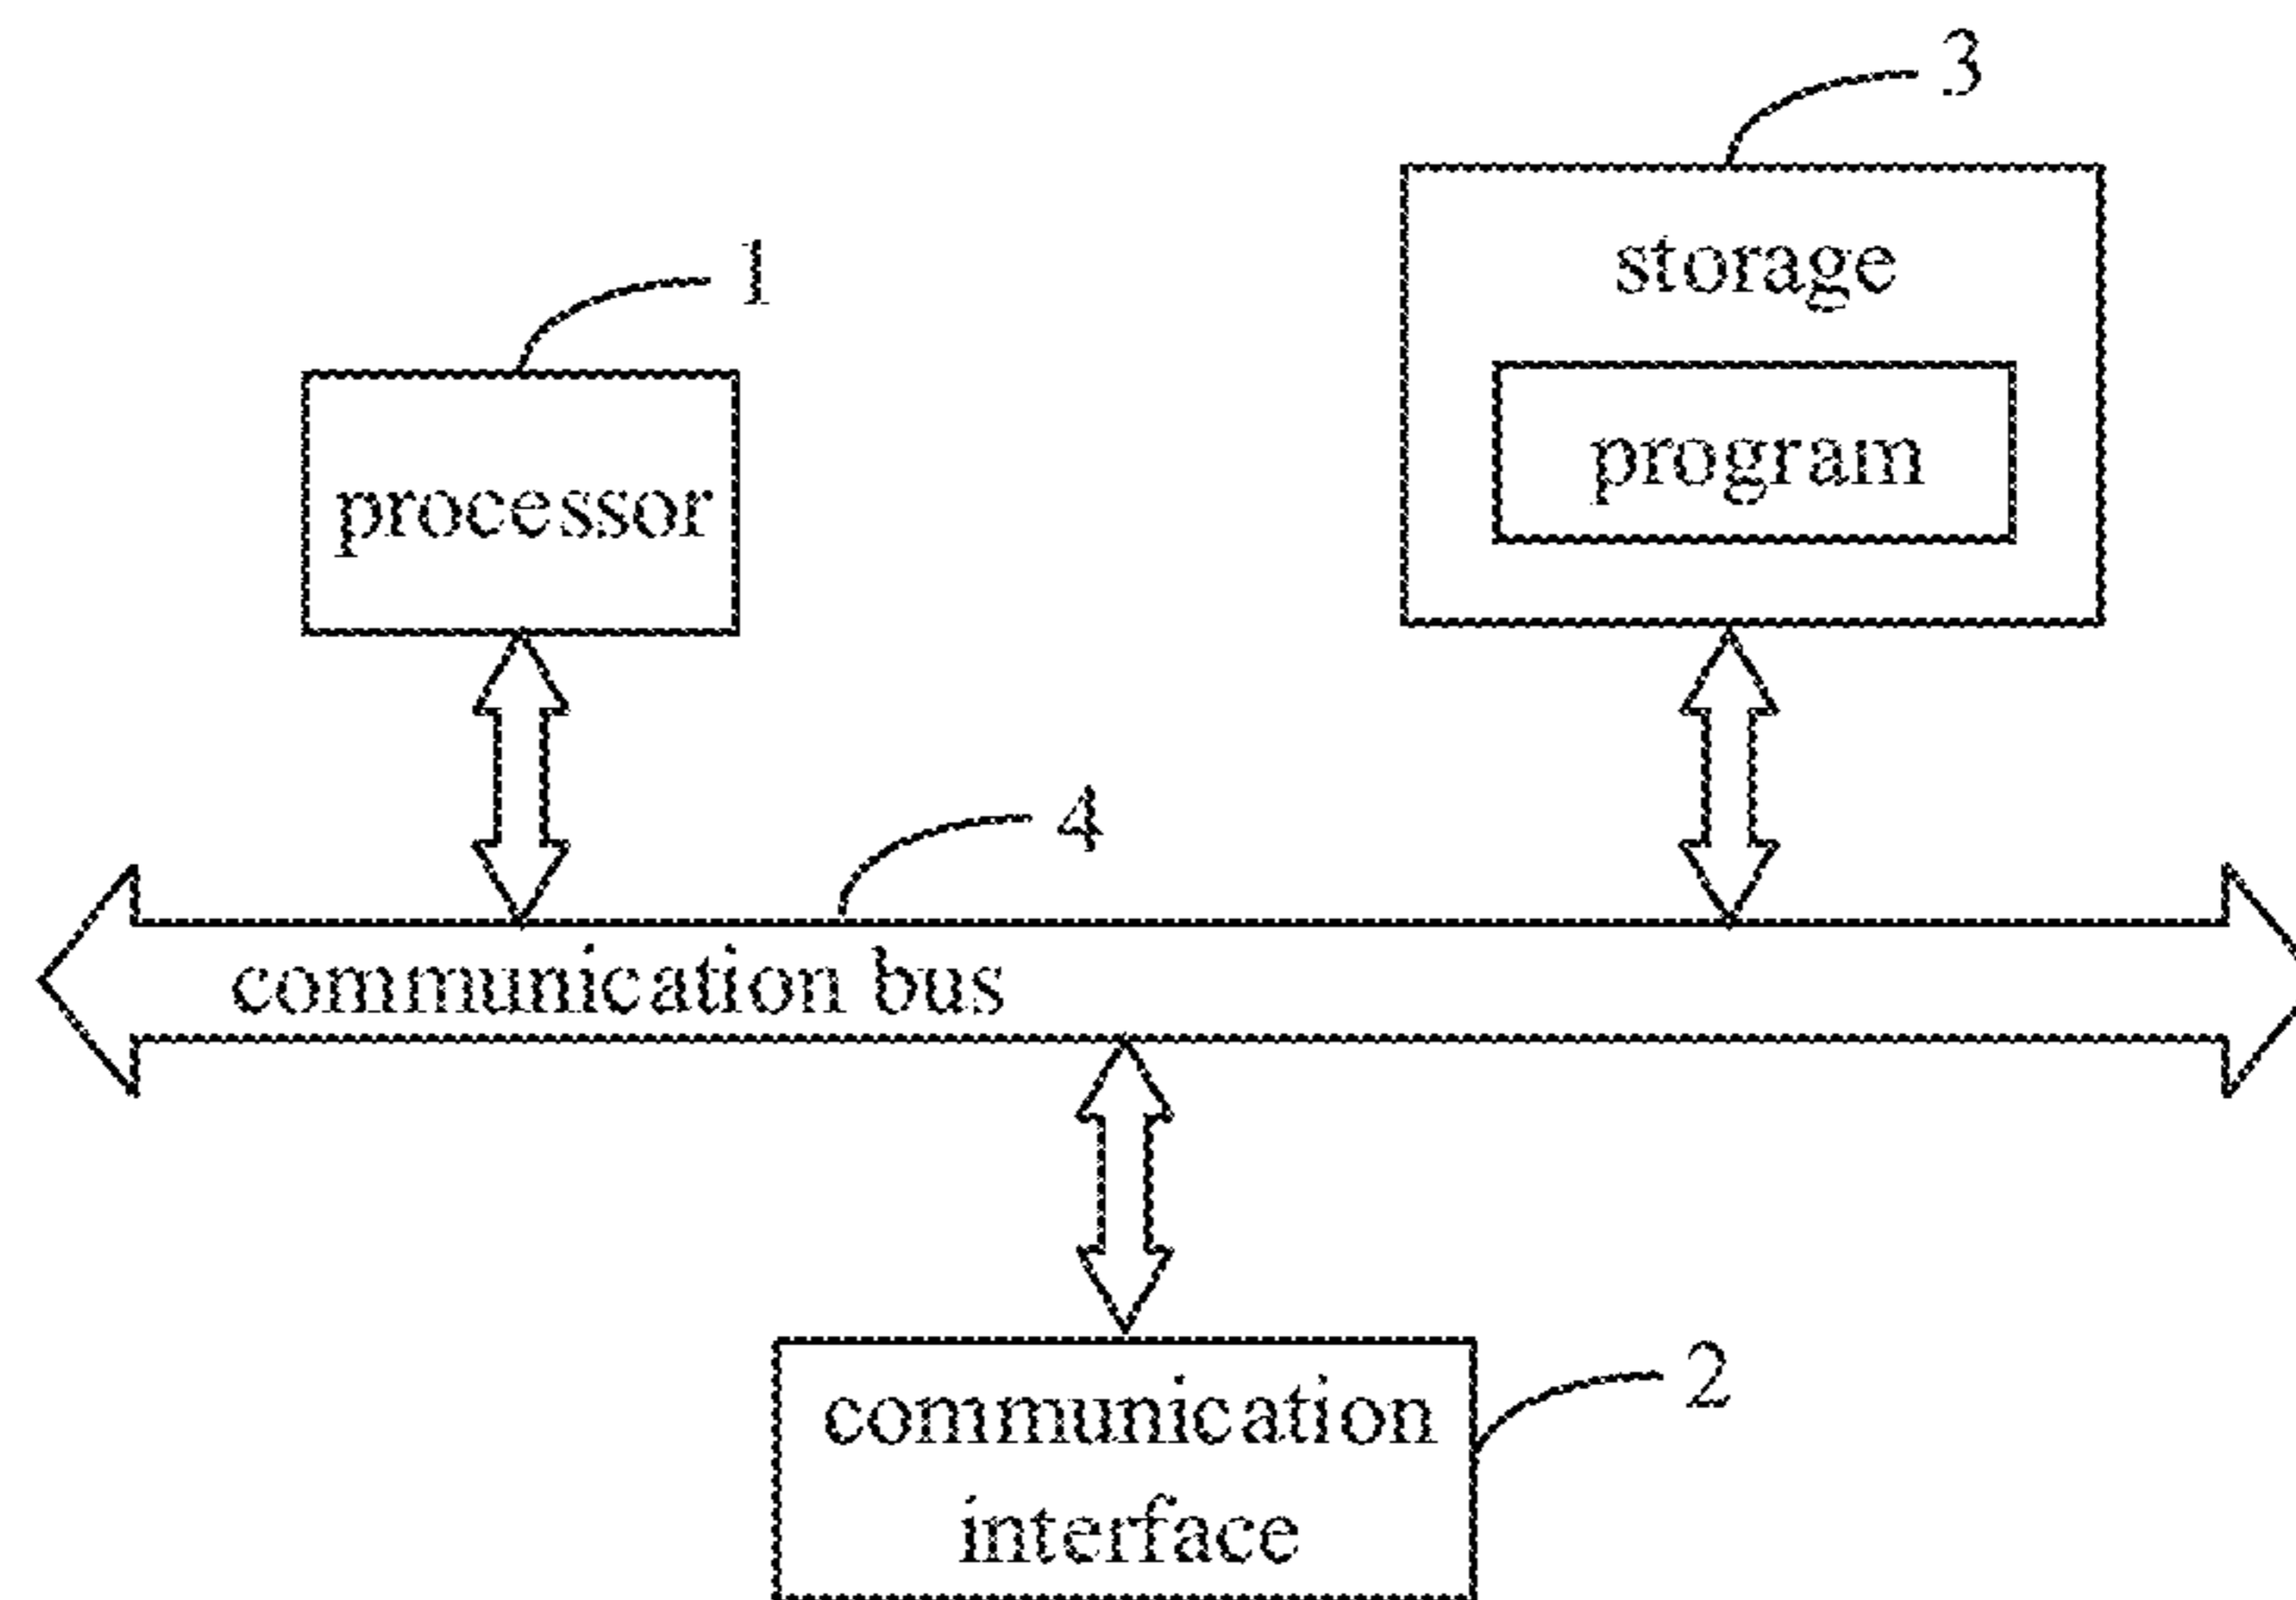 3
storage
1
program
processor
4
communication bus
communication
2
interface